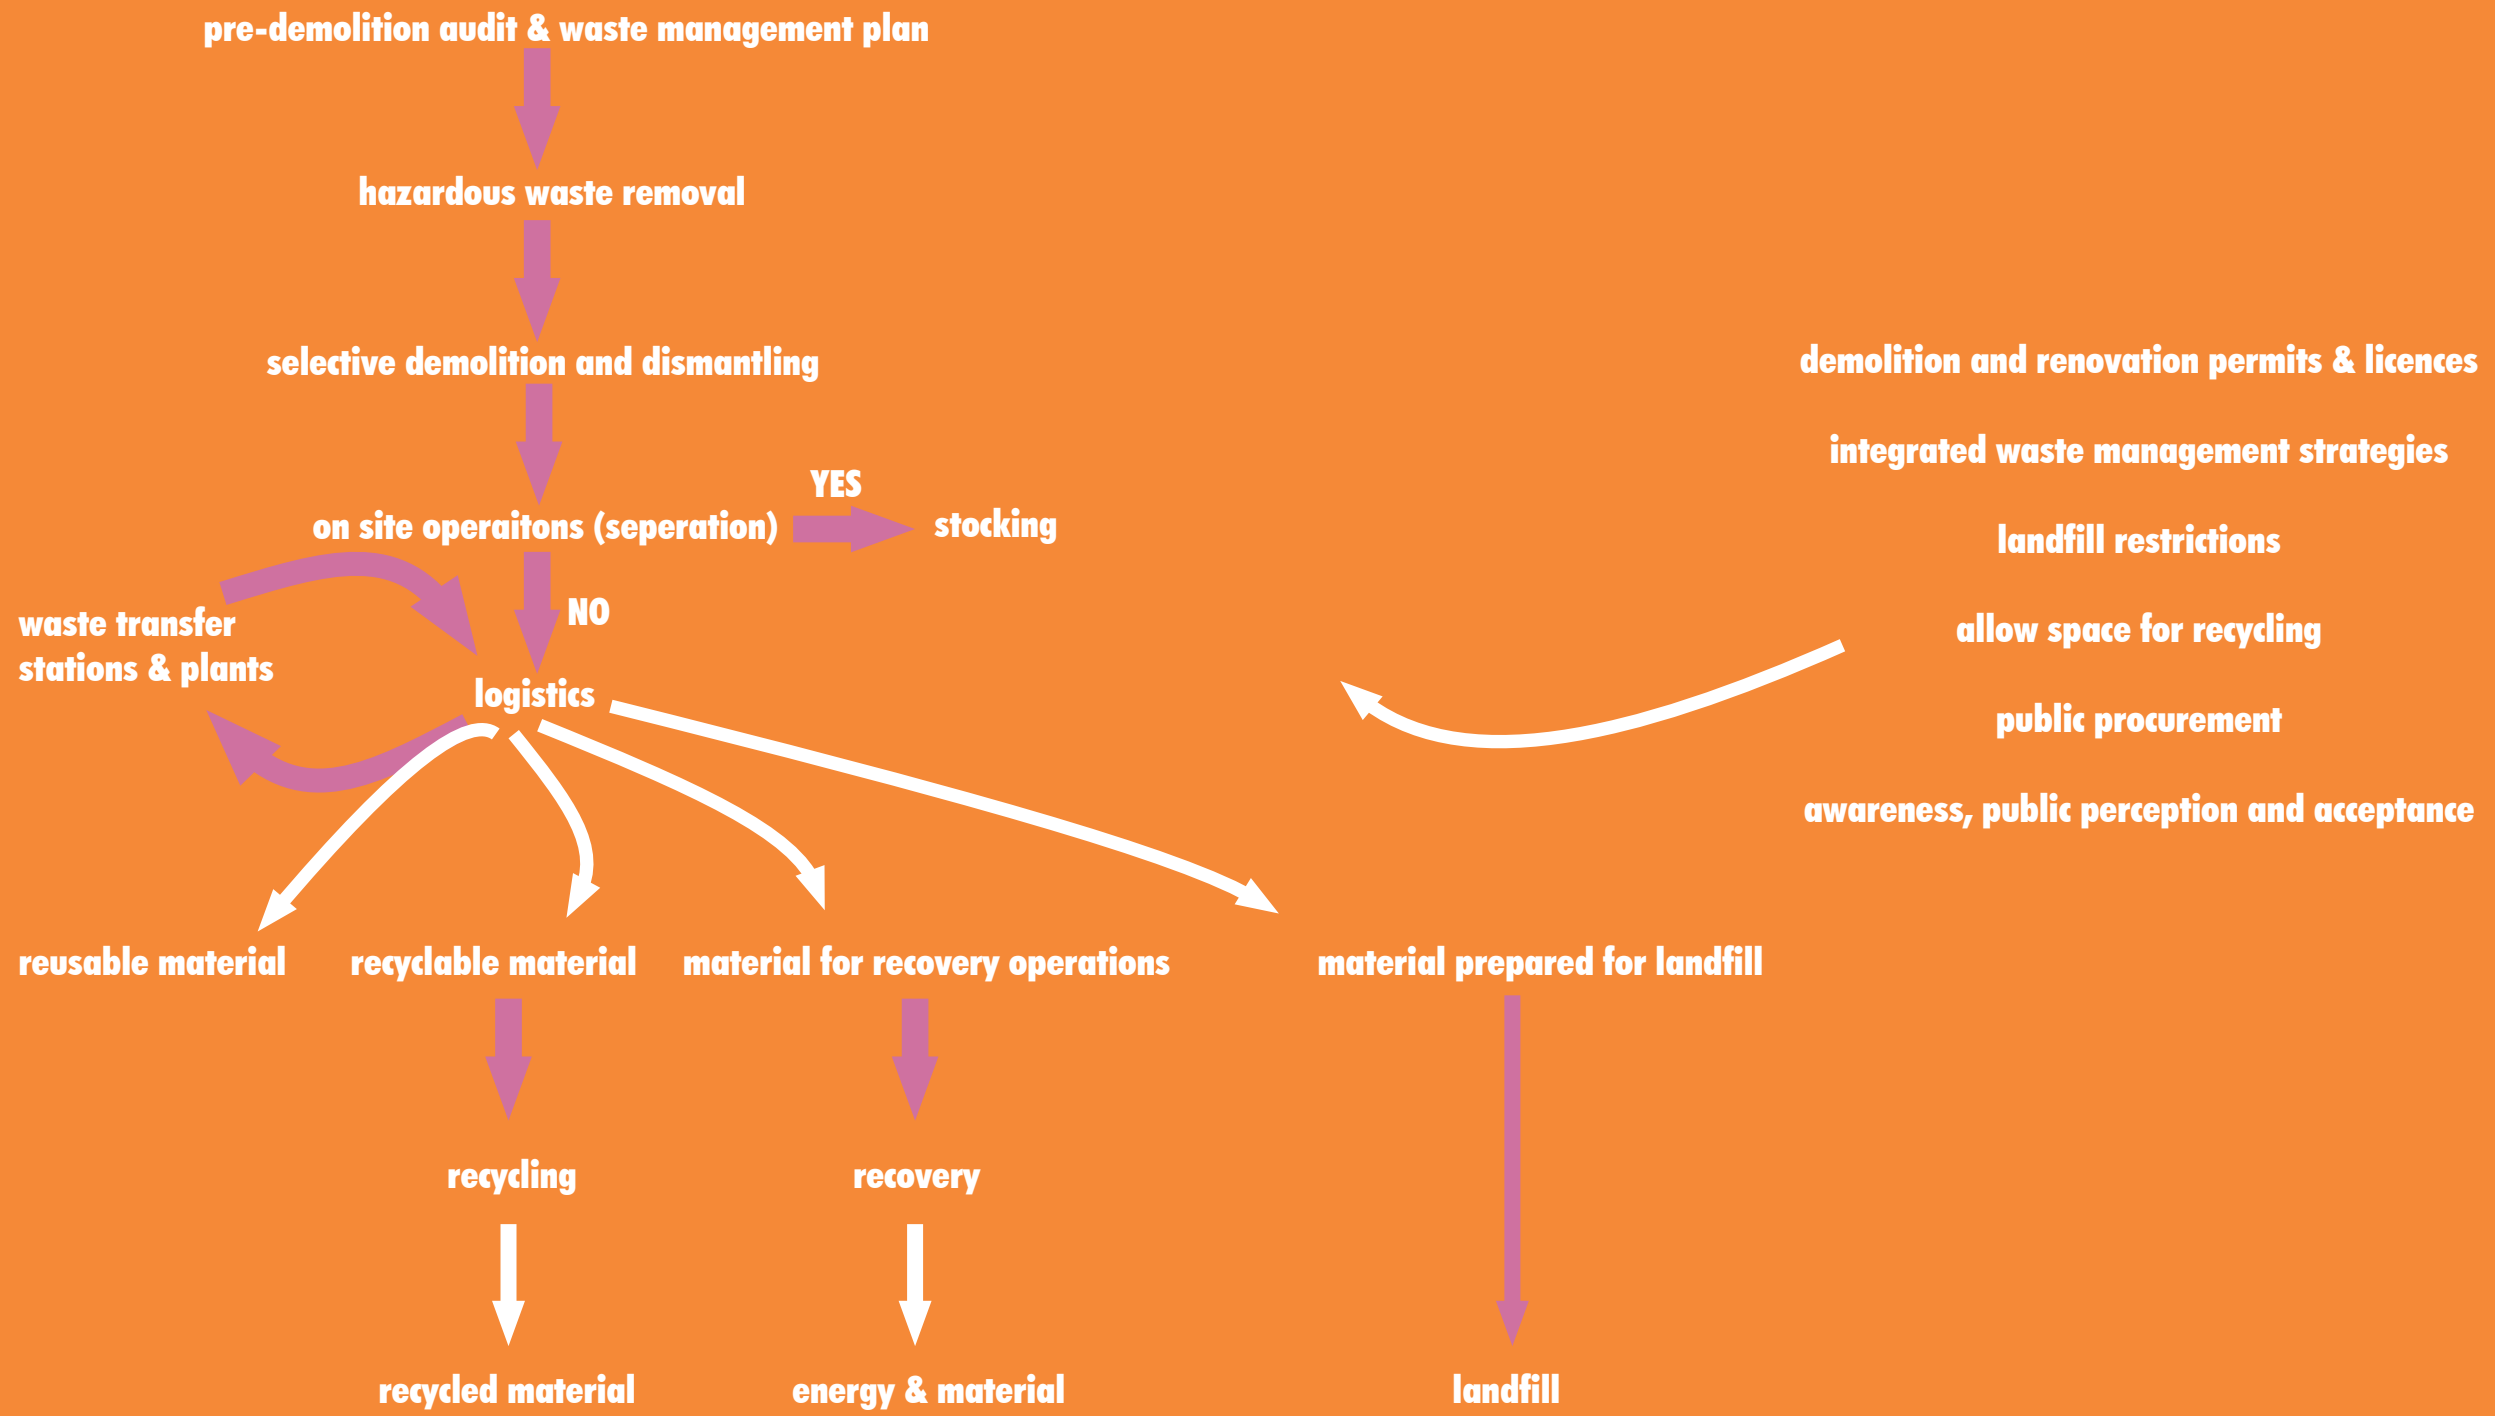 pre-demolition audit & waste management plan
hazardous waste removal
selective demolition and dismantling
on site operaitons (seperation)
YES
stocking
NO
waste transfer
stations & plants
logistics
demolition and renovation permits & licences
integrated waste management strategies
landfill restrictions
allow space for recycling
public procurement
awareness, public perception and acceptance
reusable material
recyclable material
material for recovery operations
material prepared for landfill
recycling
recovery
recycled material
energy & material
landfill